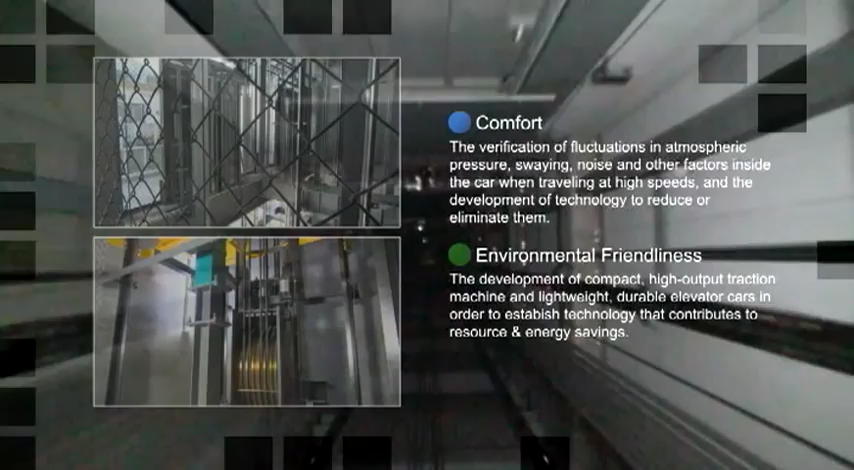 Comfort
The verification of fluctuations in atmospheric
pressure, swaying, noise and other factors inside
the car when traveling at high speeds, and the
development of technology to reduce or
eliminate them.
Environmental Friendliness
The development of compact, high-output traction
machine and lightweight, durable elevator cars in
order to estabish technology that contributes to
resource & energy savings.